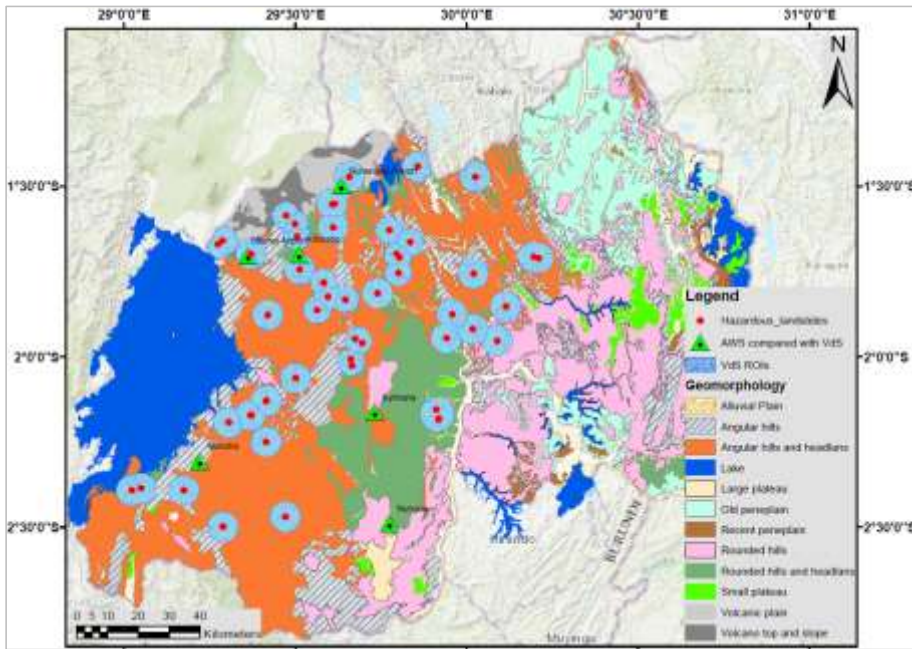 29°0'0"S 29°30'0"S 30°0'0"S 30°30'0"S 31°0'0"S
N
Kabale
1°30'0"S 1°30'0"S
2°0'0"S 2°0'0"S
2°30'0"S 2°30'0"S
BURUNDI
Muyinga
0 5 10 20 30 40
Kilometers
Legend
Hazardous_landslides
AWS compared with VdS
VdS ROIs
Geomorphology
Alluvial Plain
Angular hills
Angular hills and headlans
Lake
Large plateau
Old peneplain
Recent peneplain
Rounded hills
Rounded hills and headlans
Small plateau
Volcanic plain
Volcano top and slope